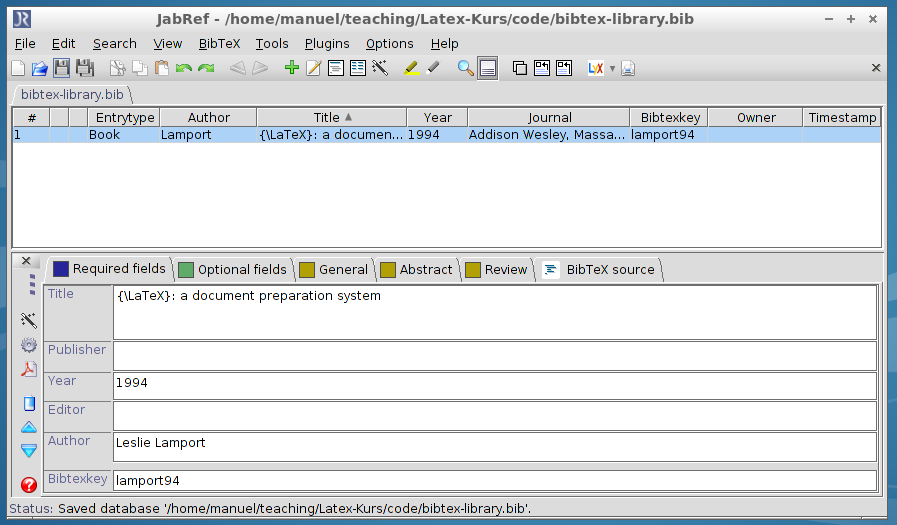 JabRef - /home/manuel/teaching/Latex-Kurs/code/bibtex-library.bib
File Edit Search View BibTeX Tools Plugins Options Help
bibtex-library.bib
# Entrytype Author Title Year Journal Bibtexkey Owner Timestamp
1 Book Lamport {\LaTeX}: a documen... 1994 Addison Wesley, Massa... lamport94
Required fields Optional fields General Abstract Review BibTeX source
Title {\LaTeX}: a document preparation system
Publisher
Year 1994
Editor
Author Leslie Lamport
Bibtexkey lamport94
Status: Saved database '/home/manuel/teaching/Latex-Kurs/code/bibtex-library.bib'.